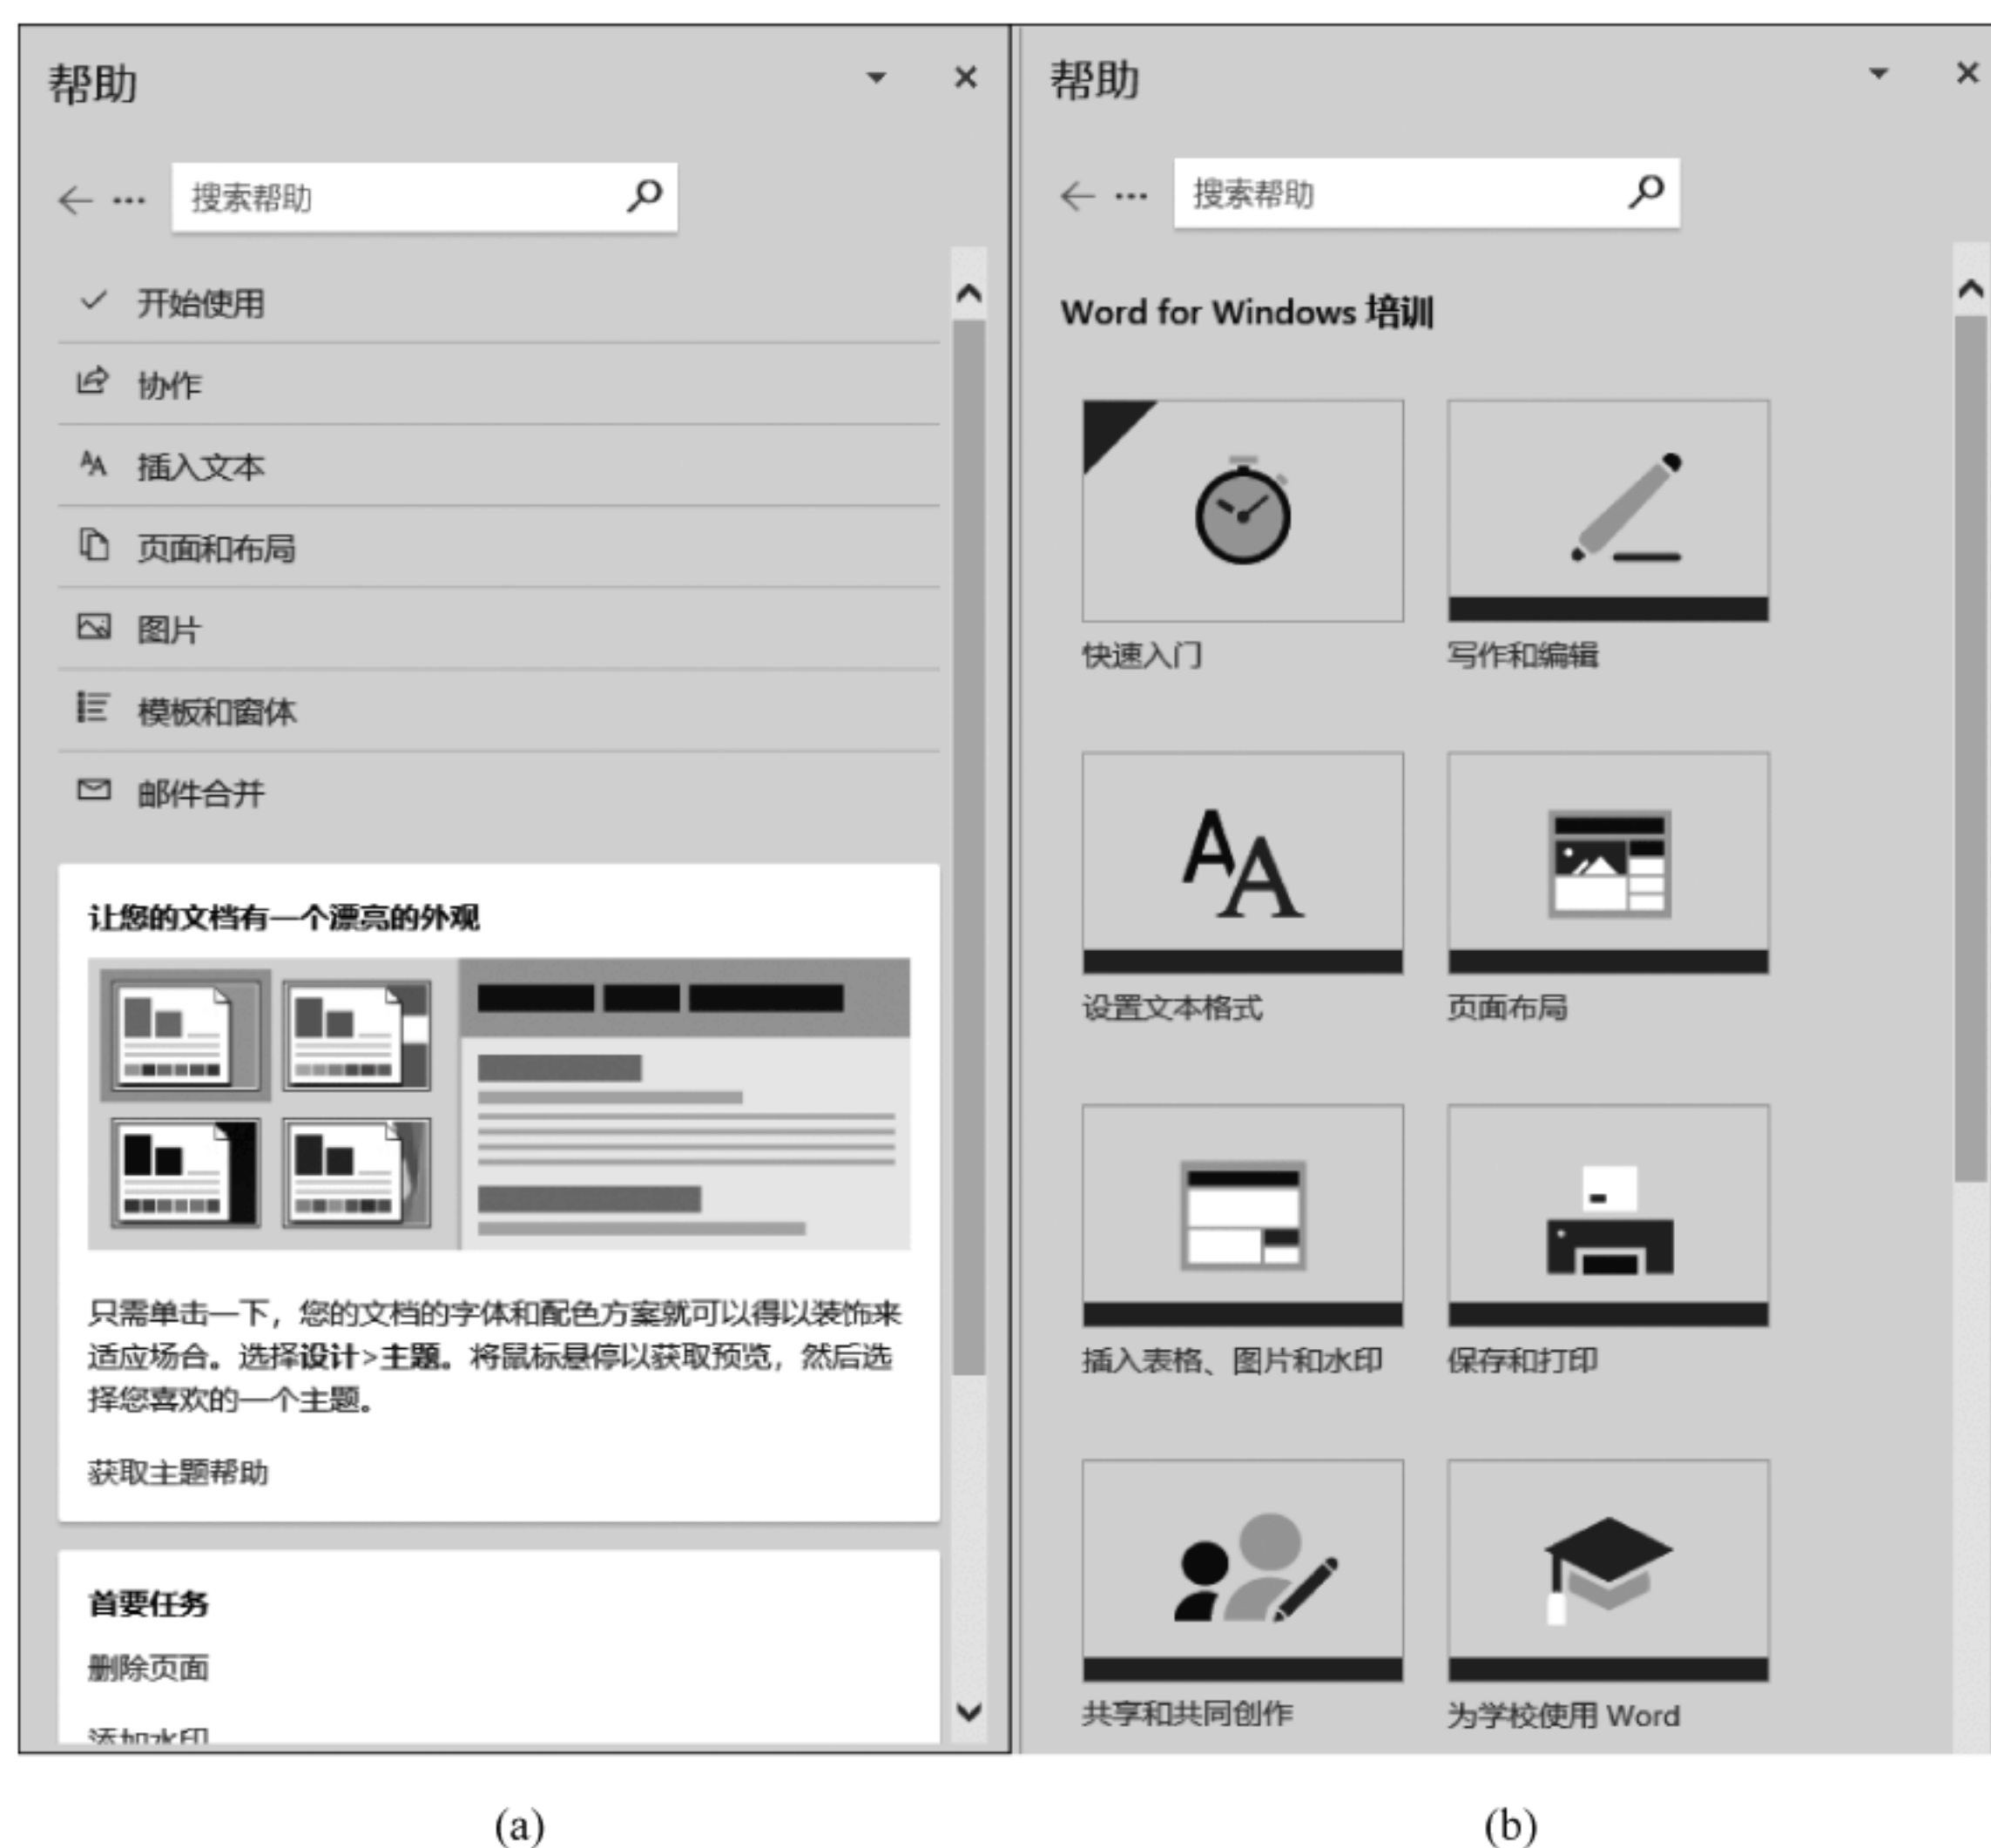 帮助
搜索帮助
开始使用
协作
插入文本
页面和布局
图片
模板和窗体
邮件合并
让您的文档有一个漂亮的外观
只需单击一下，您的文档的字体和配色方案就可以得以装饰来
适应场合。选择设计>主题。将鼠标悬停以获取预览，然后选
择您喜欢的一个主题。
获取主题帮助
首要任务
删除页面
添加水印
(a)
帮助
搜索帮助
Word for Windows 培训
快速入门
写作和编辑
设置文本格式
页面布局
插入表格、图片和水印
保存和打印
共享和共同创作
为学校使用 Word
(b)